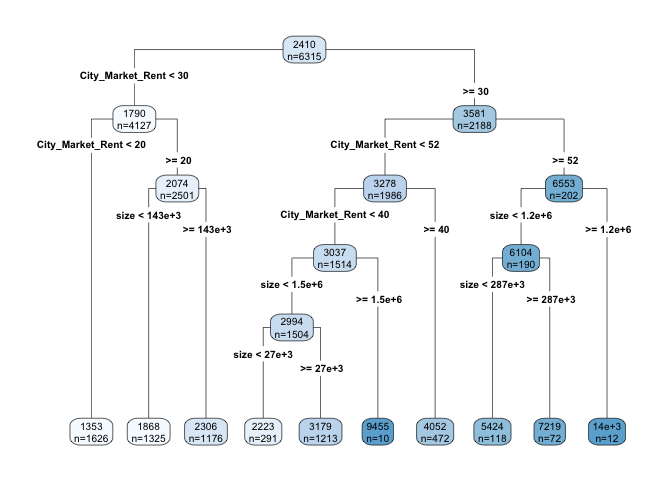 2410
n=6315
City_Market_Rent < 30
>= 30
1790
n=4127
3581
n=2188
City_Market_Rent < 20
>= 20
City_Market_Rent < 52
>= 52
2074
n=2501
3278
n=1986
6553
n=202
size < 143e+3
>= 143e+3
City_Market_Rent < 40
>= 40
size < 1.2e+6
>= 1.2e+6
3037
n=1514
6104
n=190
size < 1.5e+6
>= 1.5e+6
size < 287e+3
>= 287e+3
2994
n=1504
size < 27e+3
>= 27e+3
1353
n=1626
1868
n=1325
2306
n=1176
2223
n=291
3179
n=1213
9455
n=10
4052
n=472
5424
n=118
7219
n=72
14e+3
n=12